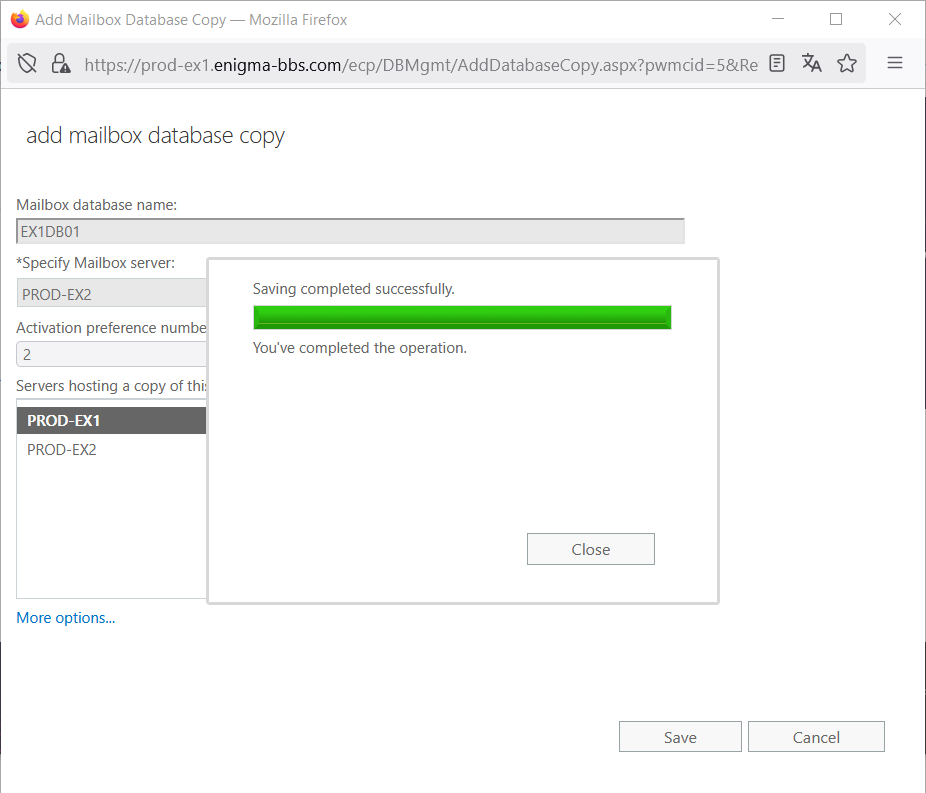 Add Mailbox Database Copy — Mozilla Firefox
https://prod-ex1.enigma-bbs.com/ecp/DBMgmt/AddDatabaseCopy.aspx?pwmcid=5&Re
add mailbox database copy
Mailbox database name:
EX1DB01
*Specify Mailbox server:
PROD-EX2
Activation preference numbe
2
Servers hosting a copy of this
PROD-EX1
PROD-EX2
Saving completed successfully.
You've completed the operation.
Close
More options...
Save Cancel